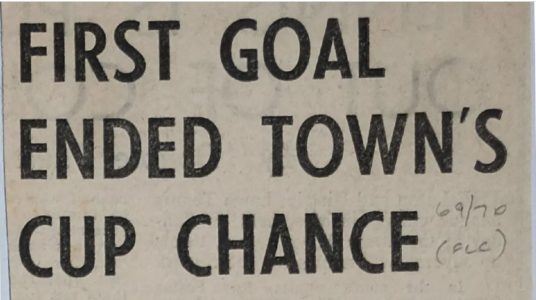 FIRST GOAL
ENDED TOWN'S
CUP CHANCE
69/70
(FLC)